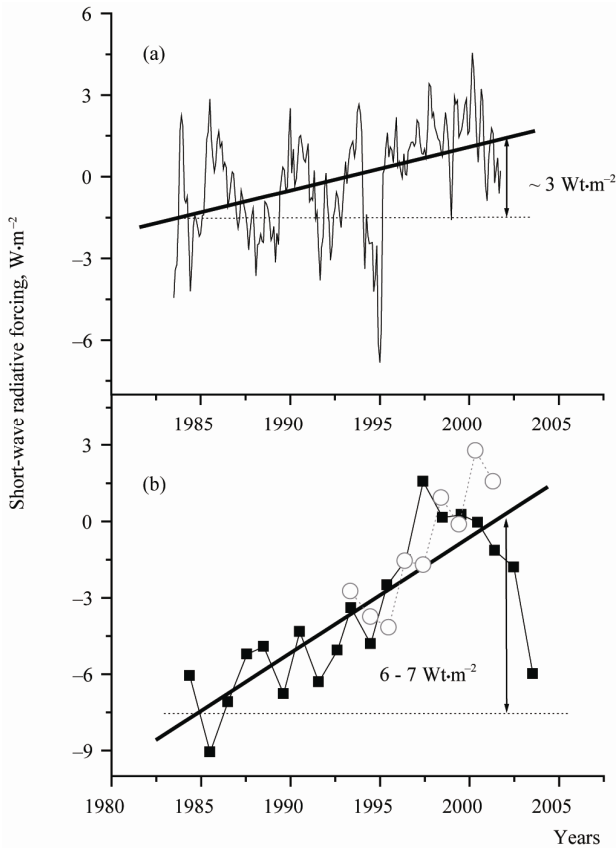 6
(a)
3
0
~ 3 Wt·m⁻²
−3
−6
Short-wave radiative forcing, W·m⁻²
1985 1990 1995 2000 2005
3
(b)
0
−3
6 - 7 Wt·m⁻²
−6
−9
1980 1985 1990 1995 2000 2005
Years